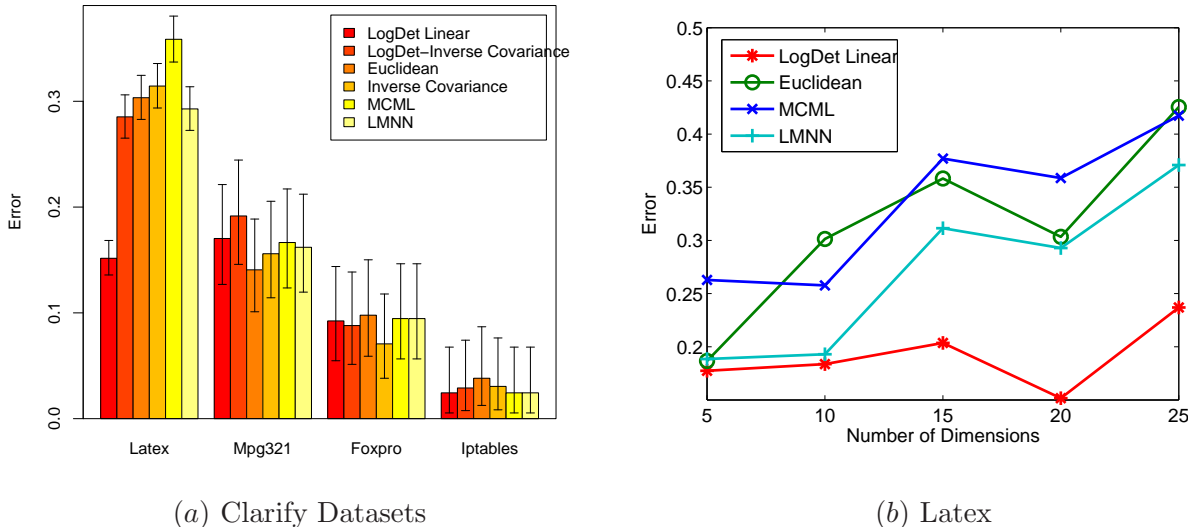 LogDet Linear
LogDet−Inverse Covariance
Euclidean
Inverse Covariance
MCML
LMNN
Error
0.3
0.2
0.1
0.0
Latex
Mpg321
Foxpro
Iptables
(a) Clarify Datasets
0.5
0.45
0.4
0.35
0.3
0.25
0.2
Error
LogDet Linear
Euclidean
MCML
LMNN
5
10
15
20
25
Number of Dimensions
(b) Latex